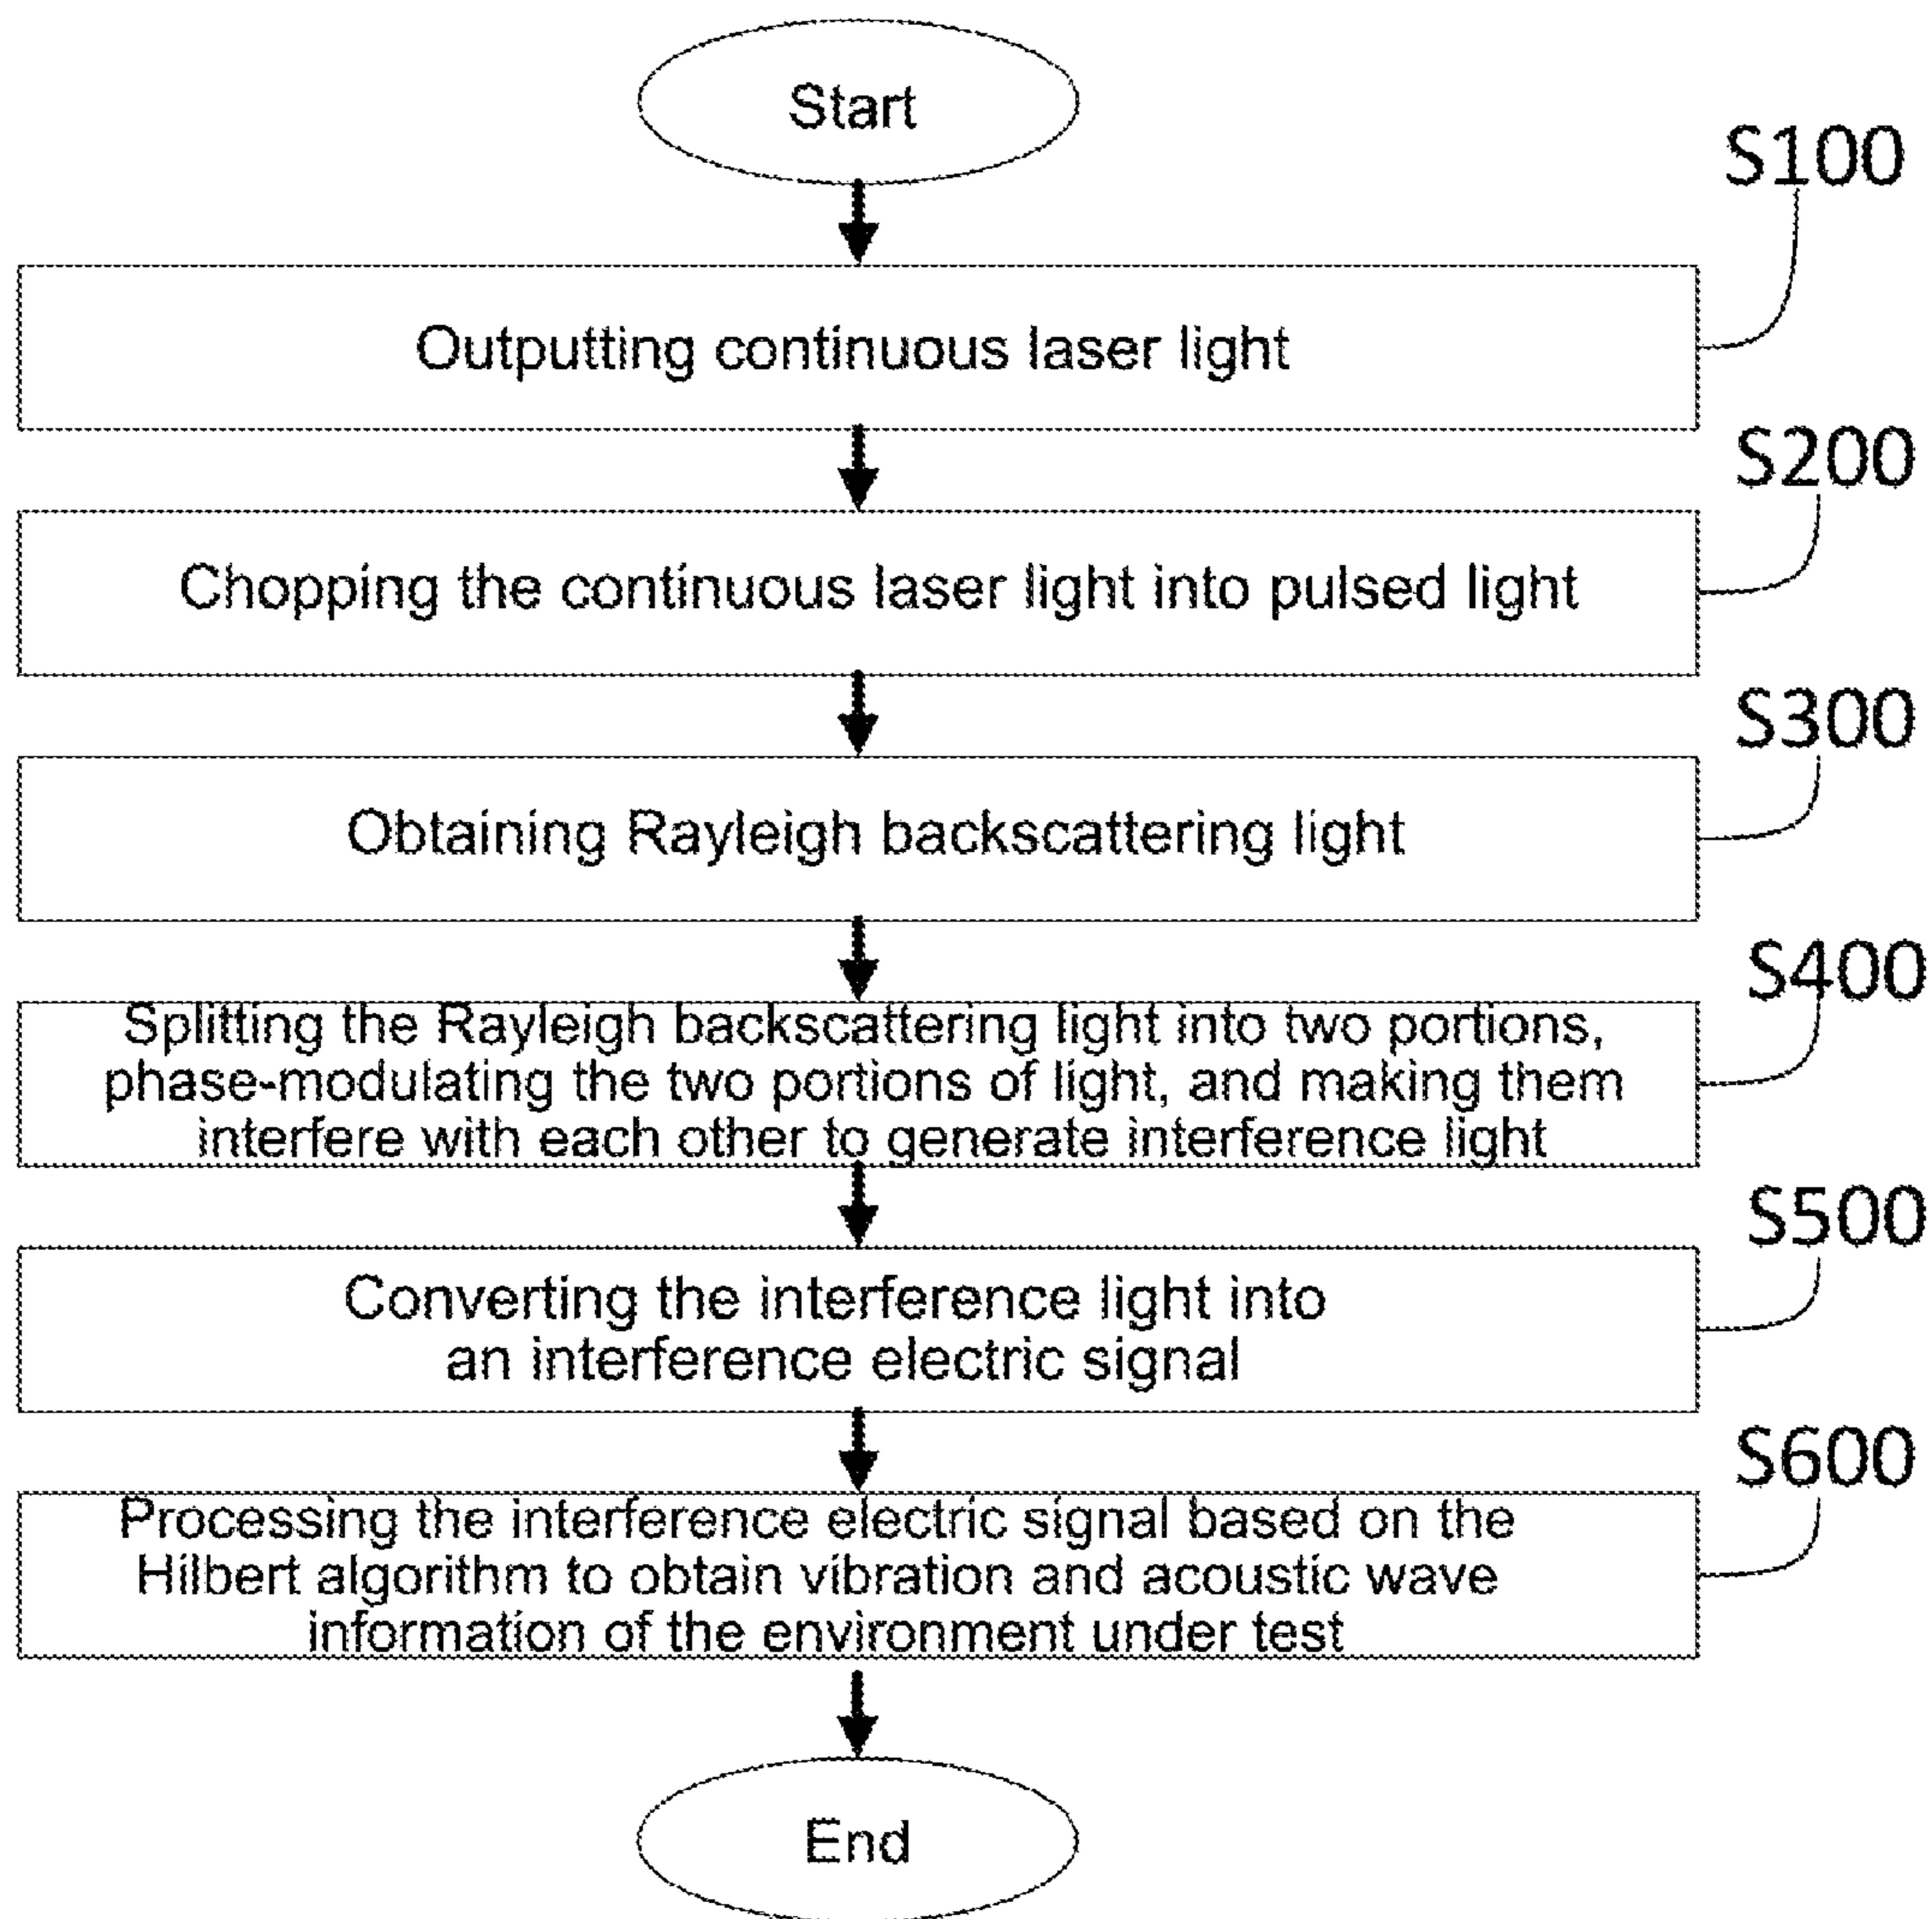 Start
S100
Outputting continuous laser light
S200
Chopping the continuous laser light into pulsed light
S300
Obtaining Rayleigh backscattering light
S400
Splitting the Rayleigh backscattering light into two portions,
phase-modulating the two portions of light, and making them
interfere with each other to generate interference light
S500
Converting the interference light into
an interference electric signal
S600
Processing the interference electric signal based on the
Hilbert algorithm to obtain vibration and acoustic wave
information of the environment under test
End